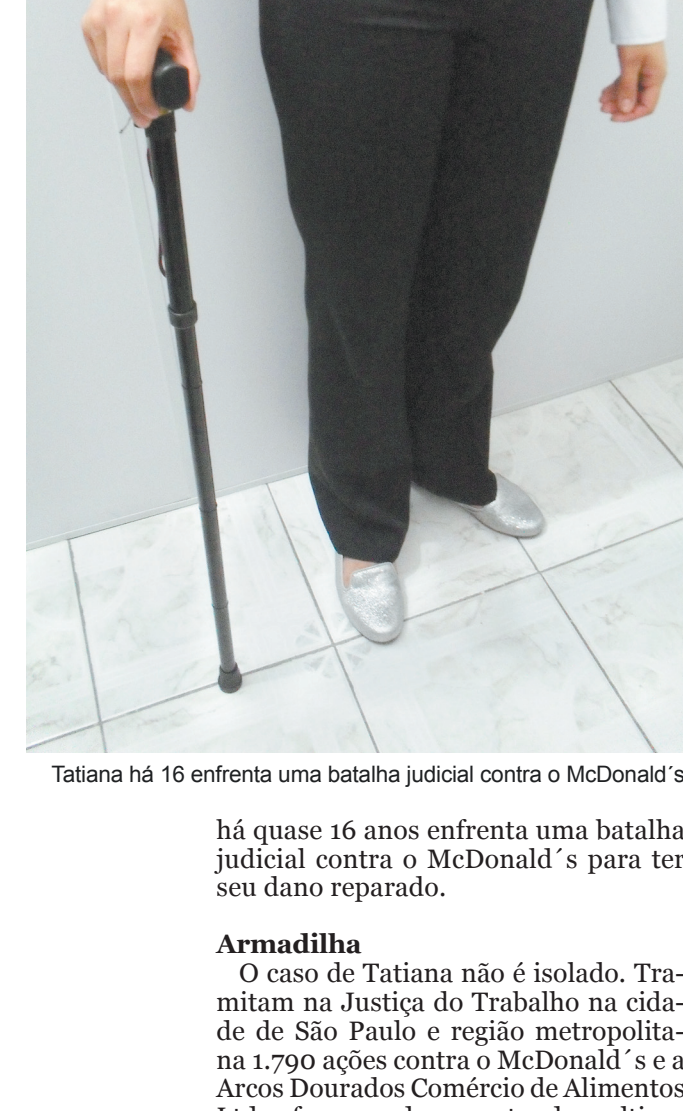 Tatiana há 16 enfrenta uma batalha judicial contra o McDonald´s
há quase 16 anos enfrenta uma batalha
judicial contra o McDonald´s para ter
seu dano reparado.
Armadilha
O caso de Tatiana não é isolado. Tra-
mitam na Justiça do Trabalho na cida-
de de São Paulo e região metropolita-
na 1.790 ações contra o McDonald´s e a
Arcos Dourados Comércio de Alimentos